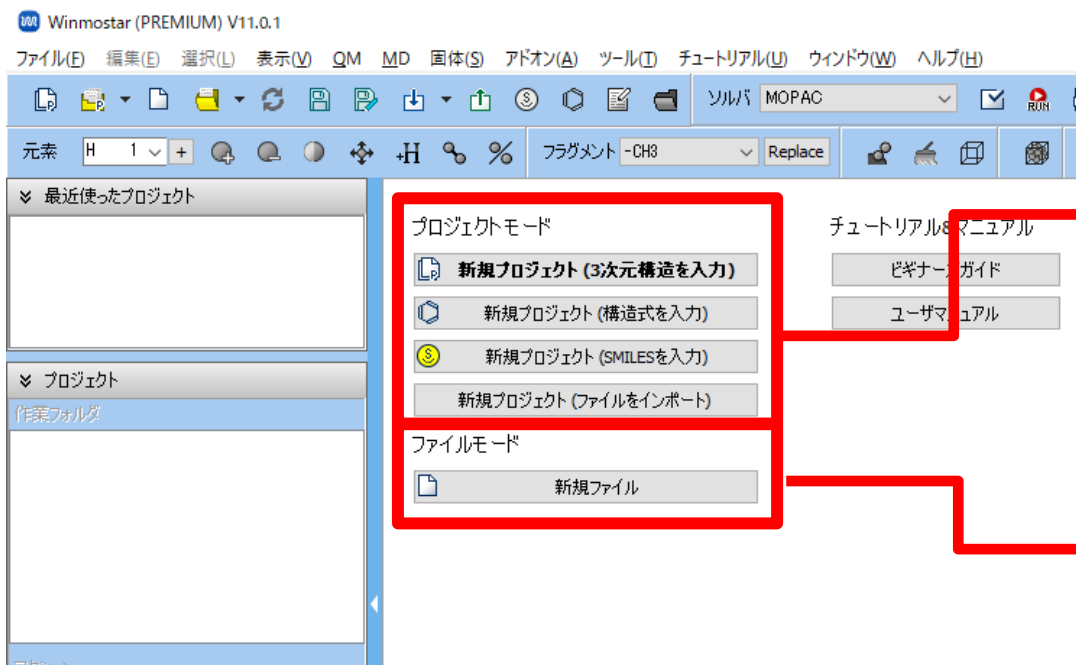 Winmostar (PREMIUM) V11.0.1
ファイル(F) 編集(E) 選択(L) 表示(V) QM MD 固体(S) アドオン(A) ツール(T) チュートリアル(U) ウィンドウ(W) ヘルプ(H)
ソルバ MOPAC RUN
元素 H 1 + +H フラグメント -CH3 Replace
最近使ったプロジェクト
プロジェクト
作業フォルダ
プロジェクトモード
新規プロジェクト (3次元構造を入力)
新規プロジェクト (構造式を入力)
新規プロジェクト (SMILESを入力)
新規プロジェクト (ファイルをインポート)
ファイルモード
新規ファイル
チュートリアル&マニュアル
ビギナーズガイド
ユーザマニュアル